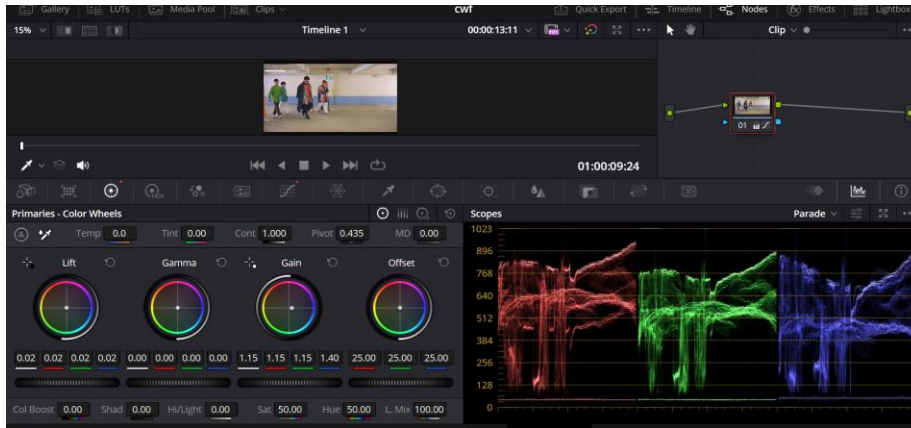 Gallery LUTs Media Pool Clips cwf Quick Export Timeline Nodes Effects Lightbox
15% Timeline 1 00:00:13:11 Clip
01
01:00:09:24
Primaries - Color Wheels Scopes Parade
Temp 0.0 Tint 0.00 Cont 1.000 Pivot 0.435 MD 0.00
Lift Gamma Gain Offset
0.02 0.02 0.02 0.02 0.00 0.00 0.00 0.00 1.15 1.15 1.15 1.40 25.00 25.00 25.00
Col Boost 0.00 Shad 0.00 Hi/Light 0.00 Sat 50.00 Hue 50.00 L. Mix 100.00
1023
896
768
640
512
384
256
128
0